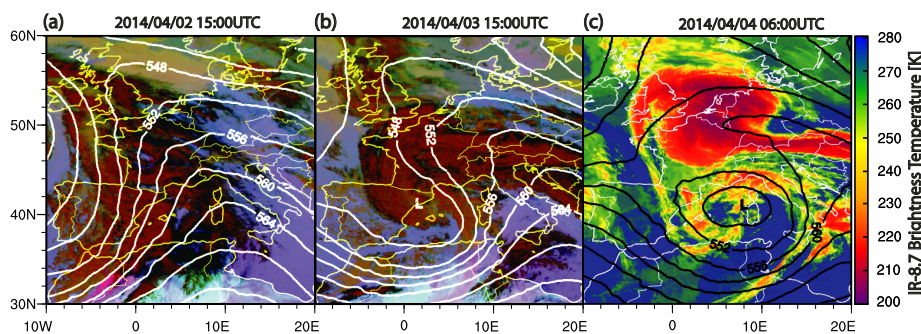 (a) 2014/04/02 15:00UTC
(b) 2014/04/03 15:00UTC
(c) 2014/04/04 06:00UTC
60N
50N
40N
30N
10W 0 10E 20E
0 10E 20E
0 10E 20E
548
552
556
560
564
548
552
556
560
564
L
L
556
560
280
270
260
250
240
230
220
210
200
IR-8.7 Brightness Temperature [K]